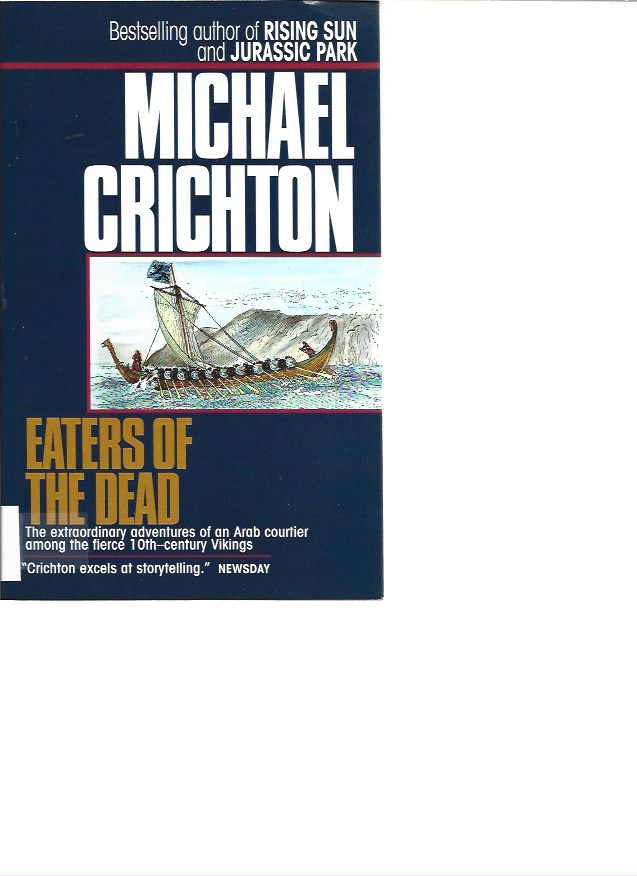 Bestselling author of RISING SUN
and JURASSIC PARK
MICHAEL
CRICHTON
EATERS OF
THE DEAD
The extraordinary adventures of an Arab courtier
among the fierce 10th-century Vikings
"Crichton excels at storytelling." NEWSDAY